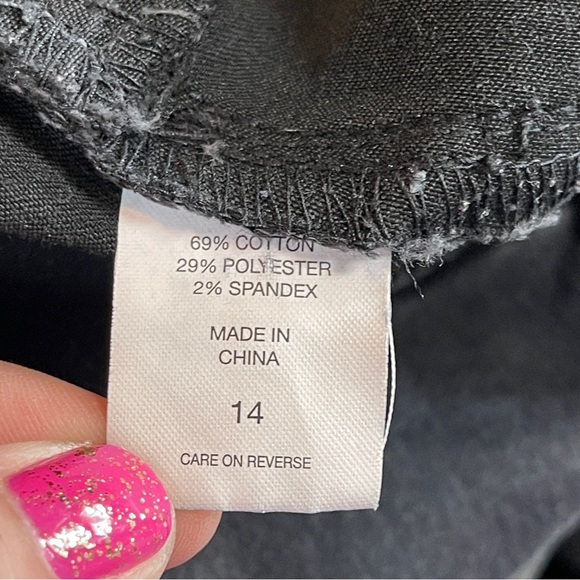 69% COTTON
29% POLYESTER
2% SPANDEX
MADE IN
CHINA
14
CARE ON REVERSE